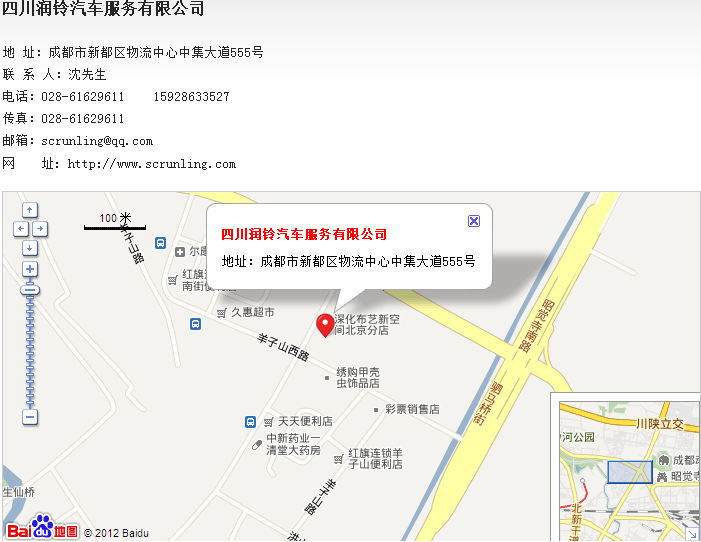 四川润铃汽车服务有限公司
地 址：成都市新都区物流中心中集大道555号
联 系 人：沈先生
电话：028-61629611 15928633527
传真：028-61629611
邮箱：scrunling@qq.com
网 址：http://www.scrunling.com
100米
羊子山路
四川润铃汽车服务有限公司
地址：成都市新都区物流中心中集大道555号
南街便利店
久惠超市
深化布艺新空
间北京分店
羊子山西路
昭觉寺南路
绣购甲壳
虫饰品店
驷马桥街
彩票销售店
天天便利店
中新药业一
清堂大药房
红旗连锁羊
子山便利店
羊子山路
生仙桥
川陕立交
沙河公园
成都动
昭觉寺
北新干道
Baidu地图
© 2012 Baidu